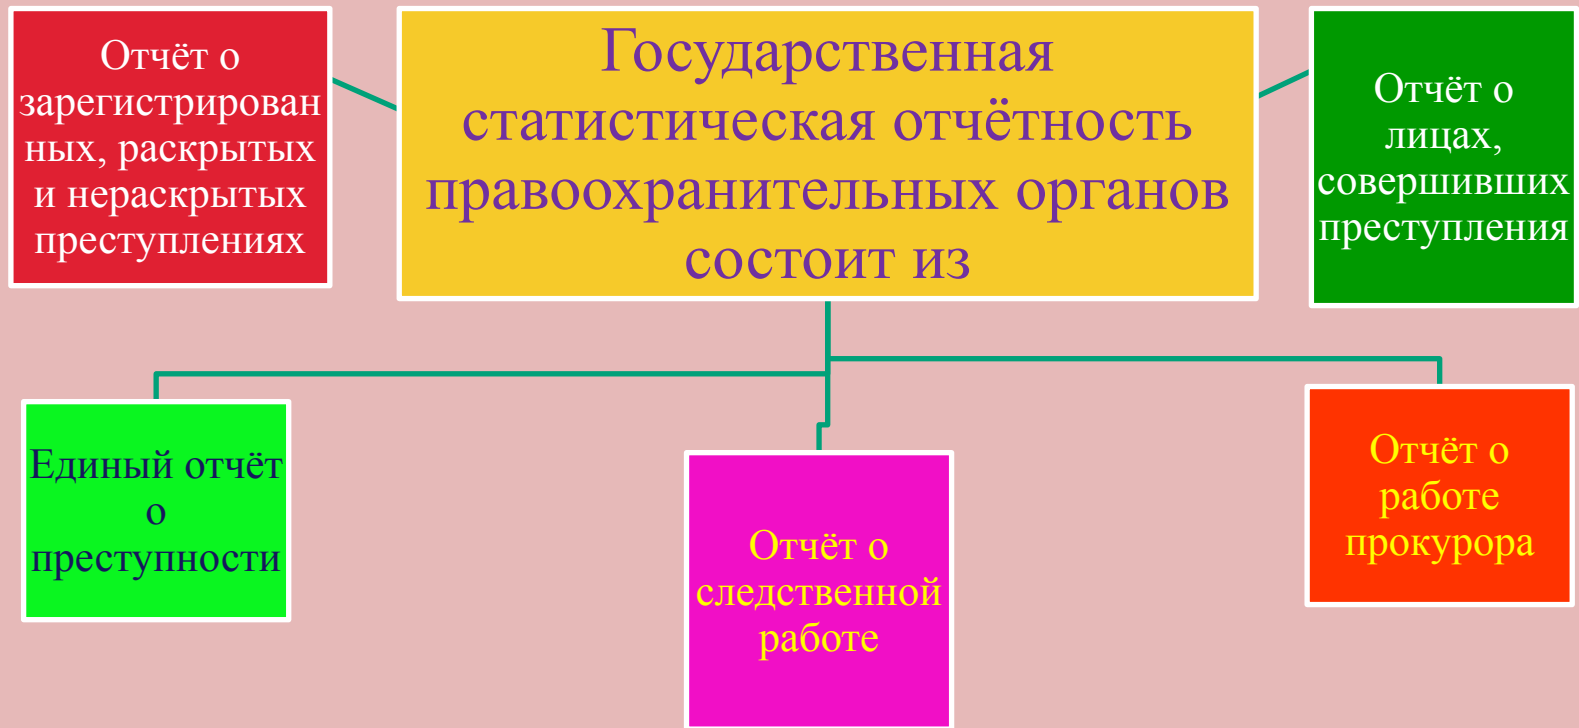 Отчёт о
зарегистрирован
ных, раскрытых
и нераскрытых
преступлениях
Государственная
статистическая отчётность
правоохранительных органов
состоит из
Отчёт о
лицах,
совершивших
преступления
Единый отчёт
о
преступности
Отчёт о
следственной
работе
Отчёт о
работе
прокурора